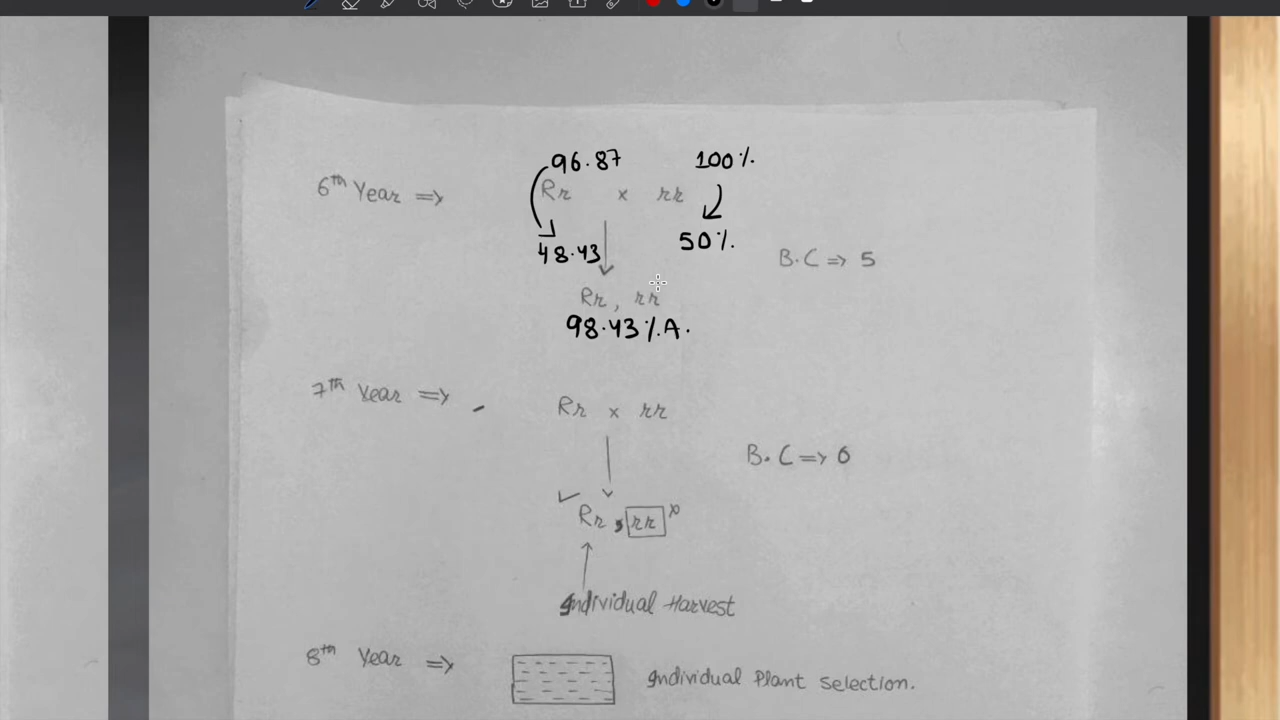 96.87 100%.
6th Year => Rr x rr
48.43 50%.
B.C => 5
Rr, rr
98.43%A.
7th Year => Rr x rr
B.C => 6
Rr, rr x
Individual Harvest
8th Year => Individual Plant Selection.